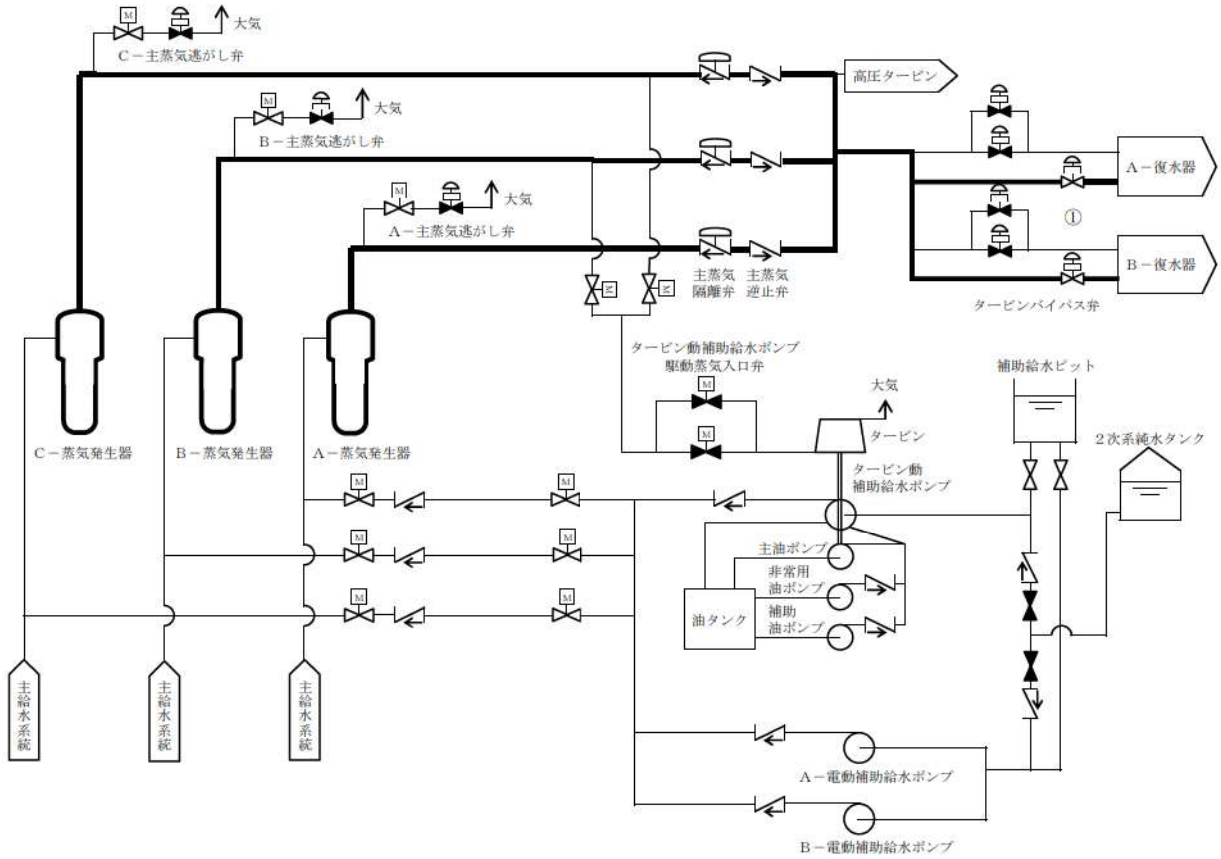 M
大気
C－主蒸気逃がし弁
高圧タービン
M
大気
B－主蒸気逃がし弁
A－復水器
M
大気
A－主蒸気逃がし弁
①
主蒸気
隔離弁
主蒸気
逆止弁
B－復水器
M
M
タービンバイパス弁
タービン動補助給水ポンプ
駆動蒸気入口弁
補助給水ピット
M
大気
M
タービン
2次系純水タンク
C－蒸気発生器
B－蒸気発生器
A－蒸気発生器
タービン動
補助給水ポンプ
M
M
M
M
主油ポンプ
非常用
油ポンプ
M
M
油タンク
補助
油ポンプ
主給水系統
主給水系統
主給水系統
A－電動補助給水ポンプ
B－電動補助給水ポンプ